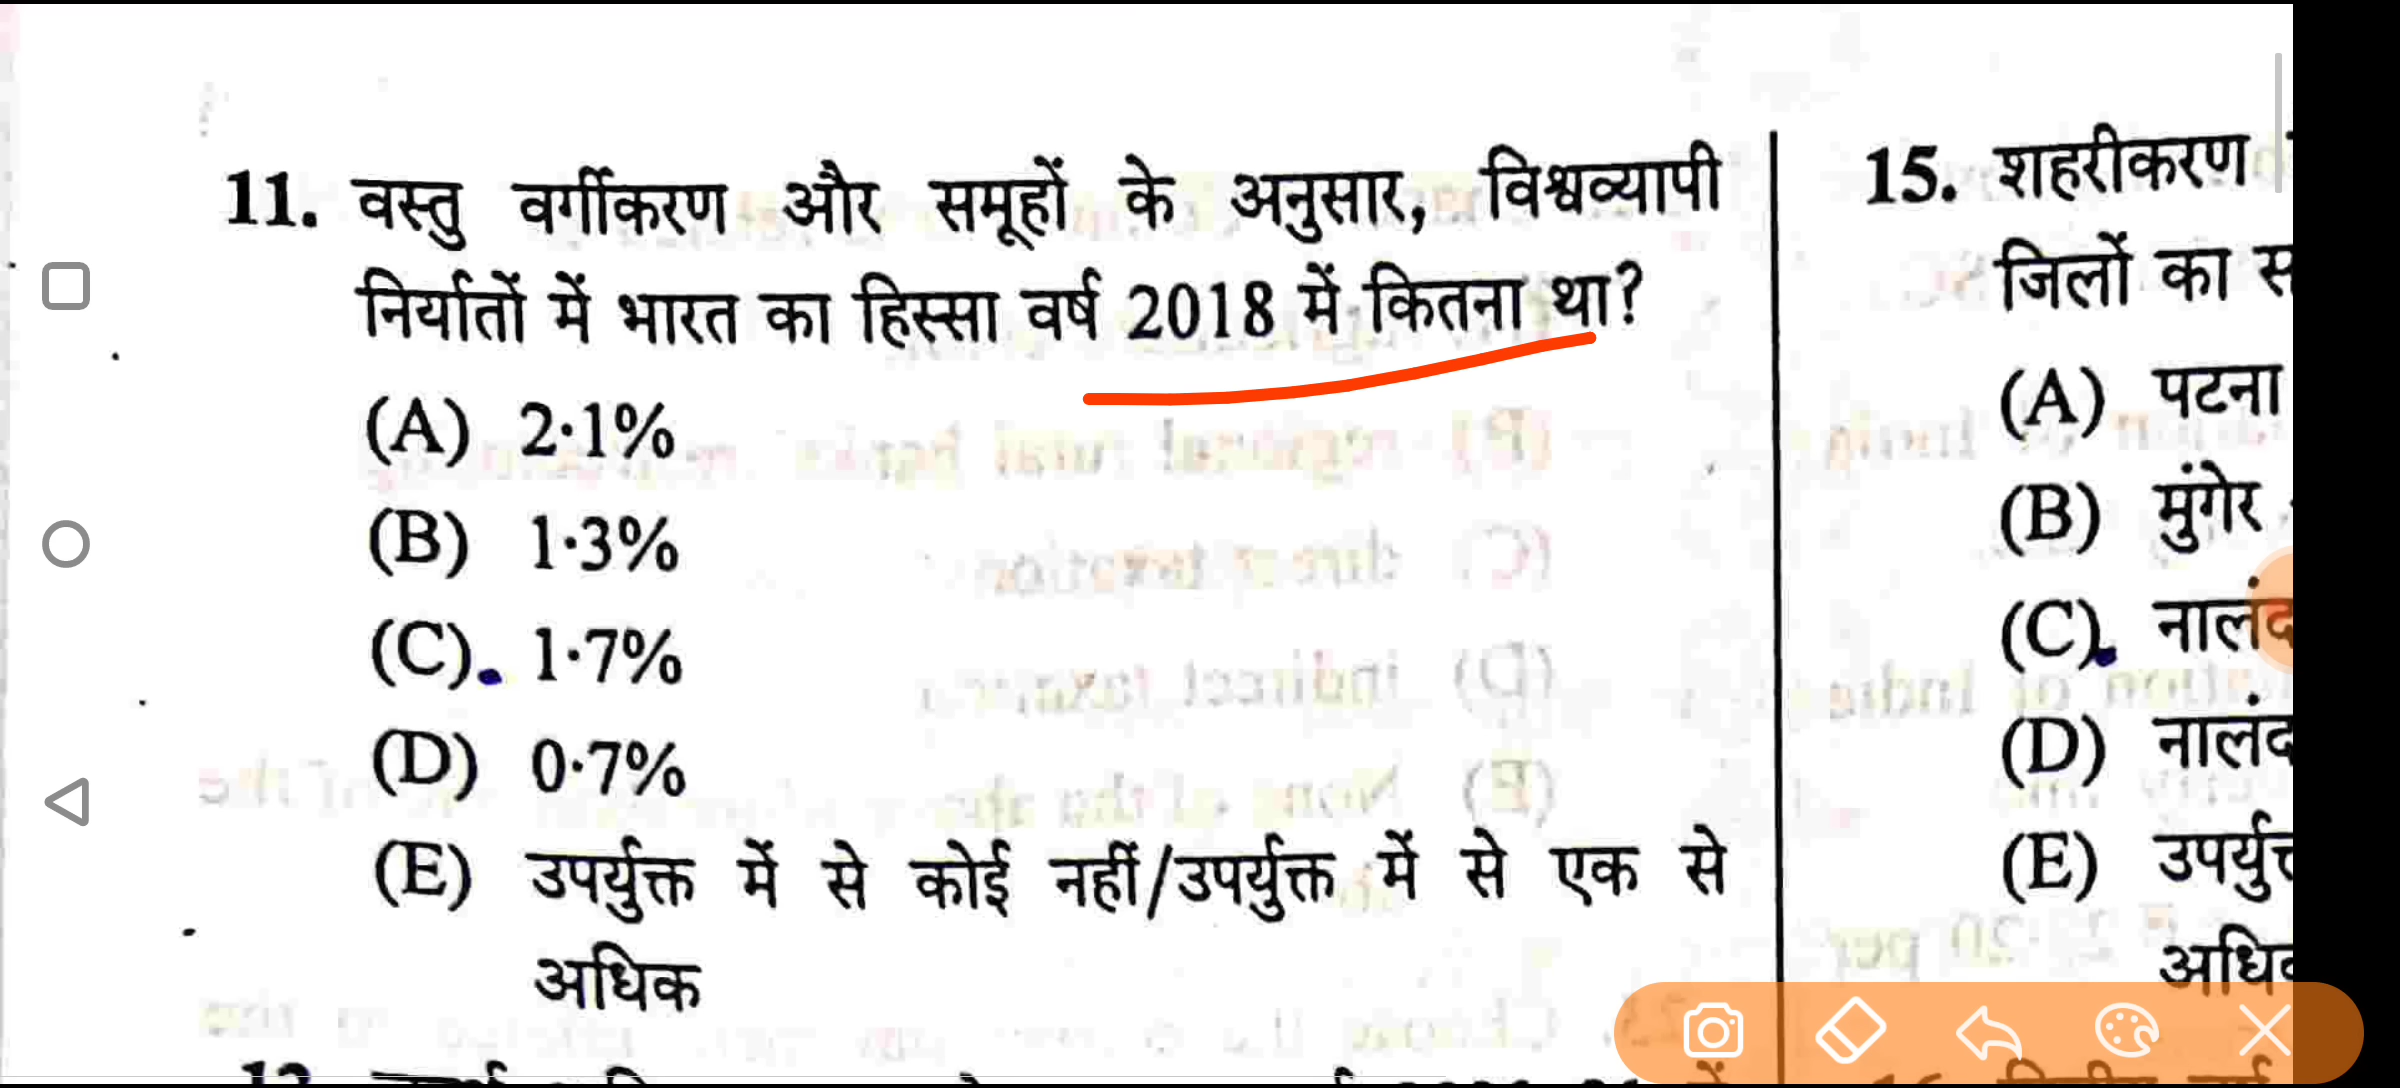 11. वस्तु वर्गीकरण और समूहों के अनुसार, विश्वव्यापी
निर्यातों में भारत का हिस्सा वर्ष 2018 में कितना था?
(A) 2·1%
(B) 1·3%
(C) 1·7%
(D) 0·7%
(E) उपर्युक्त में से कोई नहीं/उपर्युक्त में से एक से
अधिक
15. शहरीकरण
जिलों का
(A) पटना
(B) मुंगेर
(C)
(D)
(E)